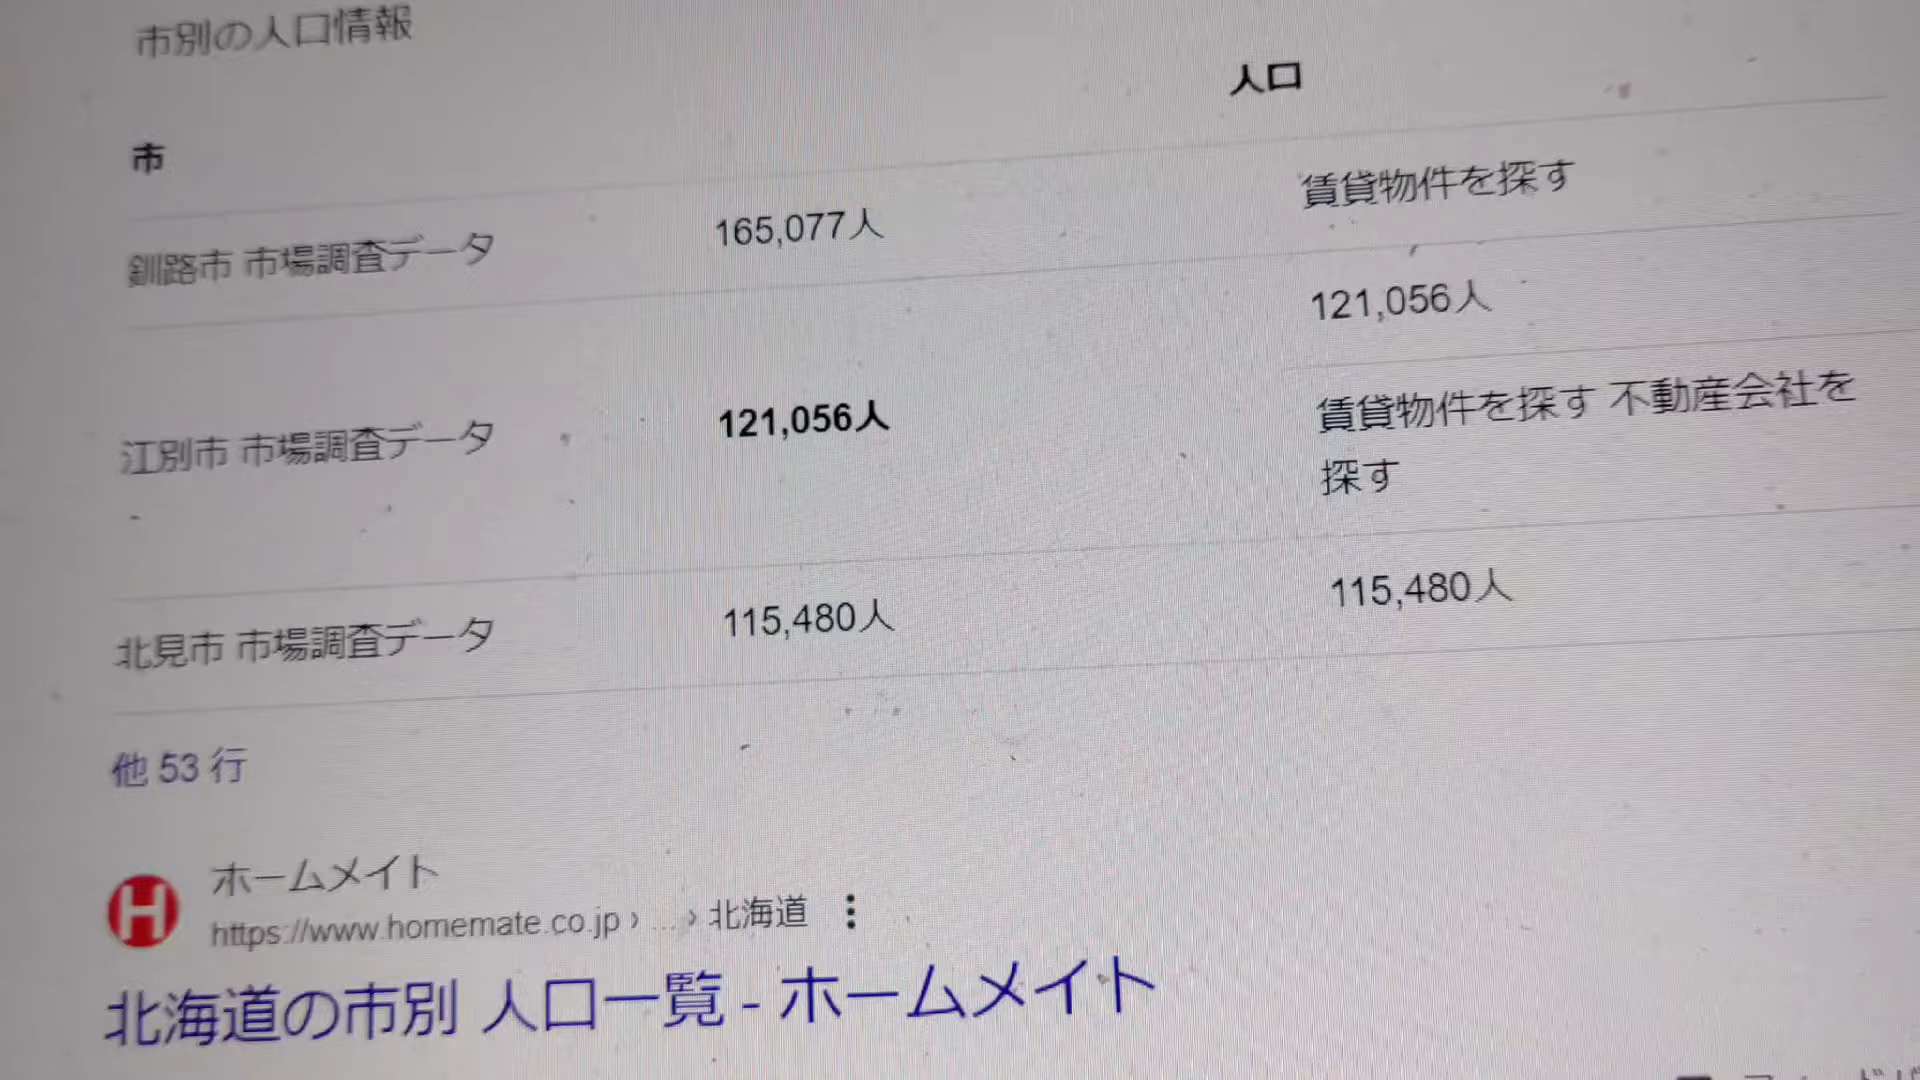 市別の人口情報
市 人口
釧路市 市場調査データ 165,077人 賃貸物件を探す
121,056人
江別市 市場調査データ 121,056人 賃貸物件を探す 不動産会社を
探す
北見市 市場調査データ 115,480人 115,480人
他 53 行
ホームメイト
https://www.homemate.co.jp › ... › 北海道
北海道の市別 人口一覧 - ホームメイト